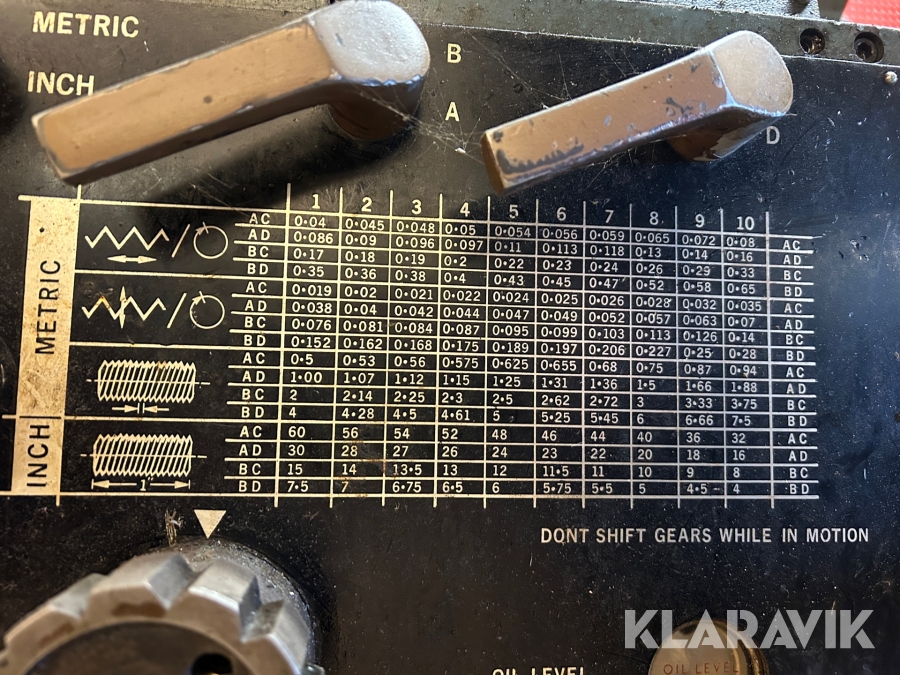 METRIC
INCH
B
A
D
1 2 3 4 5 6 7 8 9 10
METRIC
AC 0·04 0·045 0·048 0·05 0·054 0·056 0·059 0·065 0·072 0·08 AC
AD 0·086 0·09 0·096 0·097 0·11 0·113 0·118 0·13 0·14 0·16 AD
BC 0·17 0·18 0·19 0·2 0·22 0·23 0·24 0·26 0·29 0·33 BC
BD 0·35 0·36 0·38 0·4 0·43 0·45 0·47 0·52 0·58 0·65 BD
AC 0·019 0·02 0·021 0·022 0·024 0·025 0·026 0·028 0·032 0·035 AC
AD 0·038 0·04 0·042 0·044 0·047 0·049 0·052 0·057 0·063 0·07 AD
BC 0·076 0·081 0·084 0·087 0·095 0·099 0·103 0·113 0·126 0·14 BC
BD 0·152 0·162 0·168 0·175 0·189 0·197 0·206 0·227 0·25 0·28 BD
AC 0·5 0·53 0·56 0·575 0·625 0·655 0·68 0·75 0·87 0·94 AC
AD 1·00 1·07 1·12 1·15 1·25 1·31 1·36 1·5 1·66 1·88 AD
BC 2 2·14 2·25 2·3 2·5 2·62 2·72 3 3·33 3·75 BC
BD 4 4·28 4·5 4·61 5 5·25 5·45 6 6·66 7·5 BD
INCH
1"
AC 60 56 54 52 48 46 44 40 36 32 AC
AD 30 28 27 26 24 23 22 20 18 16 AD
BC 15 14 13·5 13 12 11·5 11 10 9 8 BC
BD 7·5 7 6·75 6·5 6 5·75 5·5 5 4·5 4 BD
DONT SHIFT GEARS WHILE IN MOTION
KLARAVIK
OIL LEVEL
OIL LEVEL